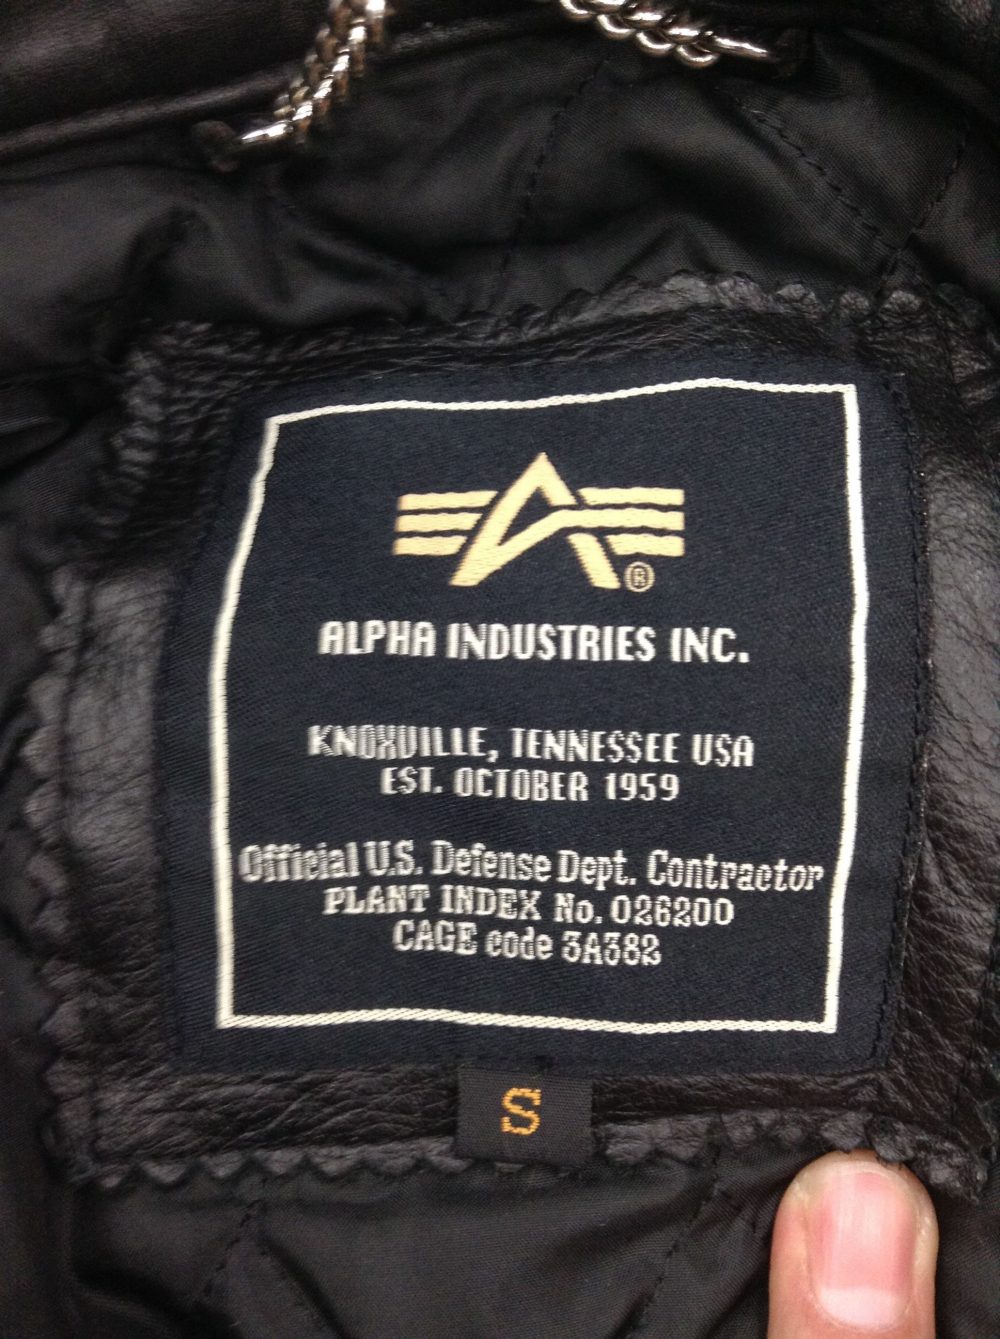 ®
ALPHA INDUSTRIES INC.
KNOXVILLE, TENNESSEE USA
EST. OCTOBER 1959
Official U.S. Defense Dept. Contractor
PLANT INDEX No. 026200
CAGE code 3A382
S